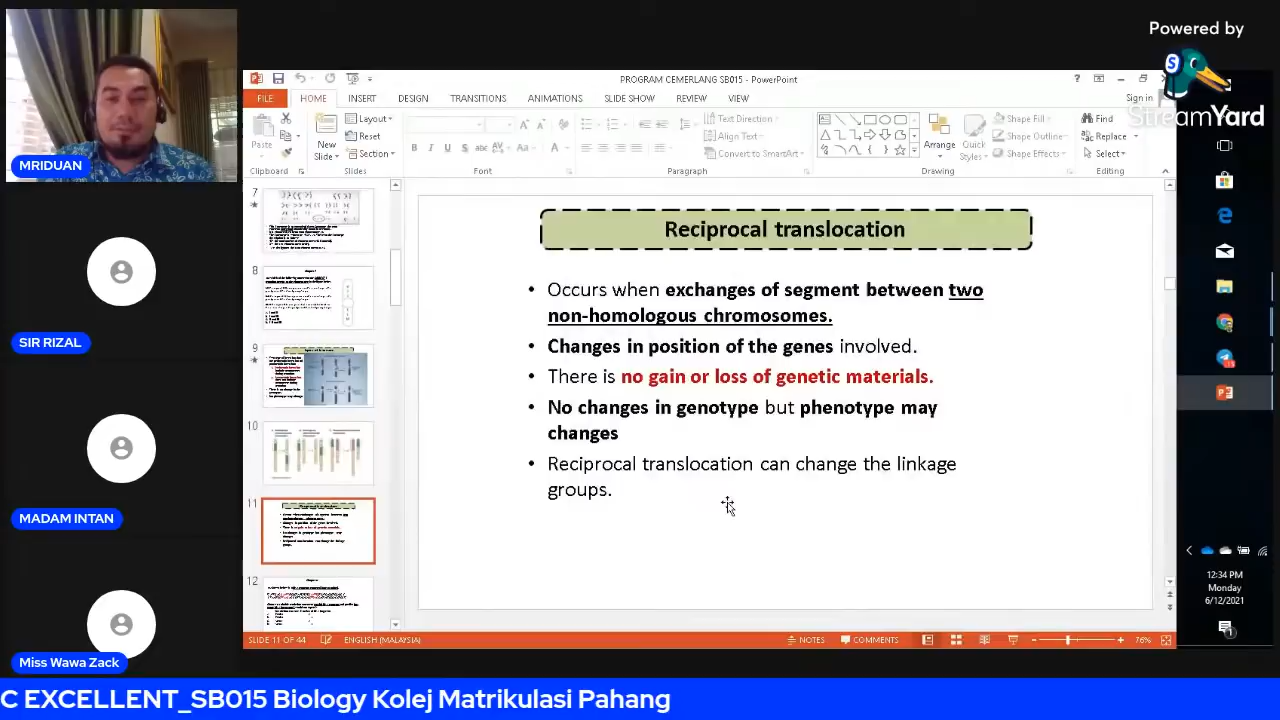 Powered by
StreamYard
PROGRAM CEMERLANG SB015 - PowerPoint
Sign in
FILE HOME INSERT DESIGN TRANSITIONS ANIMATIONS SLIDE SHOW REVIEW VIEW
Paste
New
Slide
Layout
Reset
Section
Text Direction
Align Text
Convert to SmartArt
Arrange
Quick
Styles
Shape Fill
Shape Outline
Shape Effects
Find
Replace
Select
Clipboard
Slides
Font
Paragraph
Drawing
Editing
MRIDUAN
SIR RIZAL
MADAM INTAN
Miss Wawa Zack
7
8
9
10
11
12
Reciprocal translocation
• Occurs when exchanges of segment between two
non-homologous chromosomes.
• Changes in position of the genes involved.
• There is no gain or loss of genetic materials.
• No changes in genotype but phenotype may
changes
• Reciprocal translocation can change the linkage
groups.
12:34 PM
Monday
6/12/2021
SLIDE 11 OF 44
ENGLISH (MALAYSIA)
NOTES
COMMENTS
76%
C EXCELLENT_SB015 Biology Kolej Matrikulasi Pahang